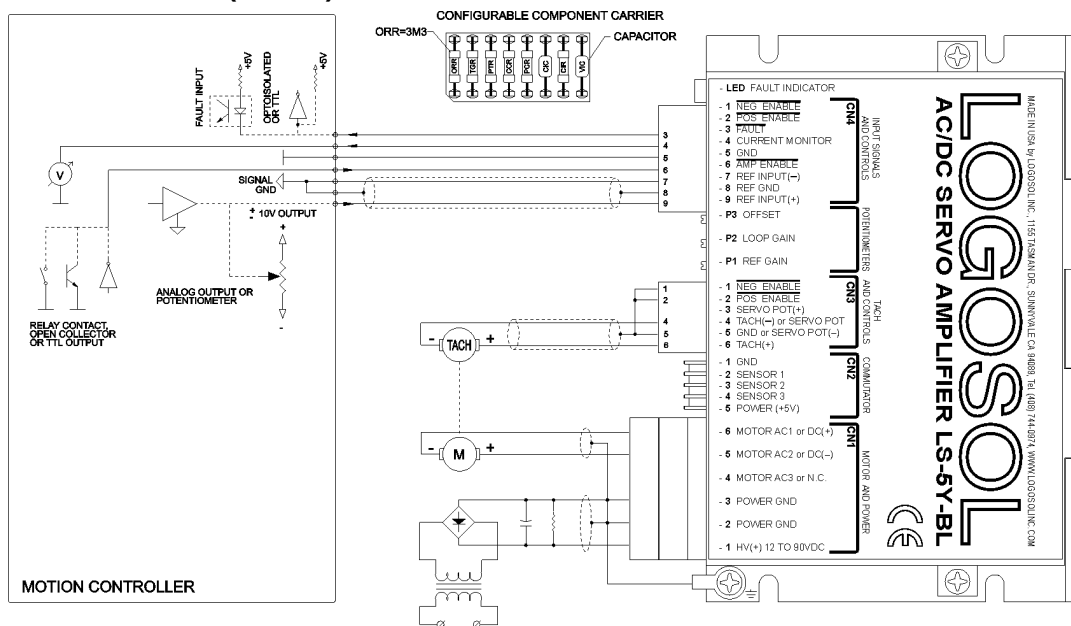 CONFIGURABLE COMPONENT CARRIER
ORR=3M3
CAPACITOR
ORR
TGR
PTR
CCR
PCR
CIC
CIR
VIC
FAULT INPUT
+5V
OPTOISOLATED
OR TTL
+5V
V
SIGNAL
GND
+
- 10V OUTPUT
+
-
ANALOG OUTPUT OR
POTENTIOMETER
RELAY CONTACT,
OPEN COLLECTOR
OR TTL OUTPUT
MOTION CONTROLLER
3
4
5
6
7
8
9
1
2
4
5
6
- TACH +
- M +
- LED FAULT INDICATOR
- 1 NEG ENABLE
- 2 POS ENABLE
- 3 FAULT
- 4 CURRENT MONITOR
- 5 GND
- 6 AMP ENABLE
- 7 REF INPUT(–)
- 8 REF GND
- 9 REF INPUT(+)
CN4
INPUT SIGNALS
AND CONTROLS
- P3 OFFSET
- P2 LOOP GAIN
- P1 REF GAIN
POTENTIOMETERS
- 1 NEG ENABLE
- 2 POS ENABLE
- 3 SERVO POT(+)
- 4 TACH(–) or SERVO POT
- 5 GND or SERVO POT(–)
- 6 TACH(+)
CN3
TACH
AND CONTROLS
- 1 GND
- 2 SENSOR 1
- 3 SENSOR 2
- 4 SENSOR 3
- 5 POWER (+5V)
CN2
COMMUTATOR
- 6 MOTOR AC1 or DC(+)
- 5 MOTOR AC2 or DC(–)
- 4 MOTOR AC3 or N.C.
- 3 POWER GND
- 2 POWER GND
- 1 HV(+) 12 TO 90VDC
CN1
MOTOR AND POWER
CE
AC/DC SERVO AMPLIFIER LS-5Y-BL
LOGOSOL
MADE IN USA by LOGOSOL INC., 1155 TASMAN DR., SUNNYVALE CA 94089, Tel. (408) 744-0974, WWW.LOGOSOLINC.COM